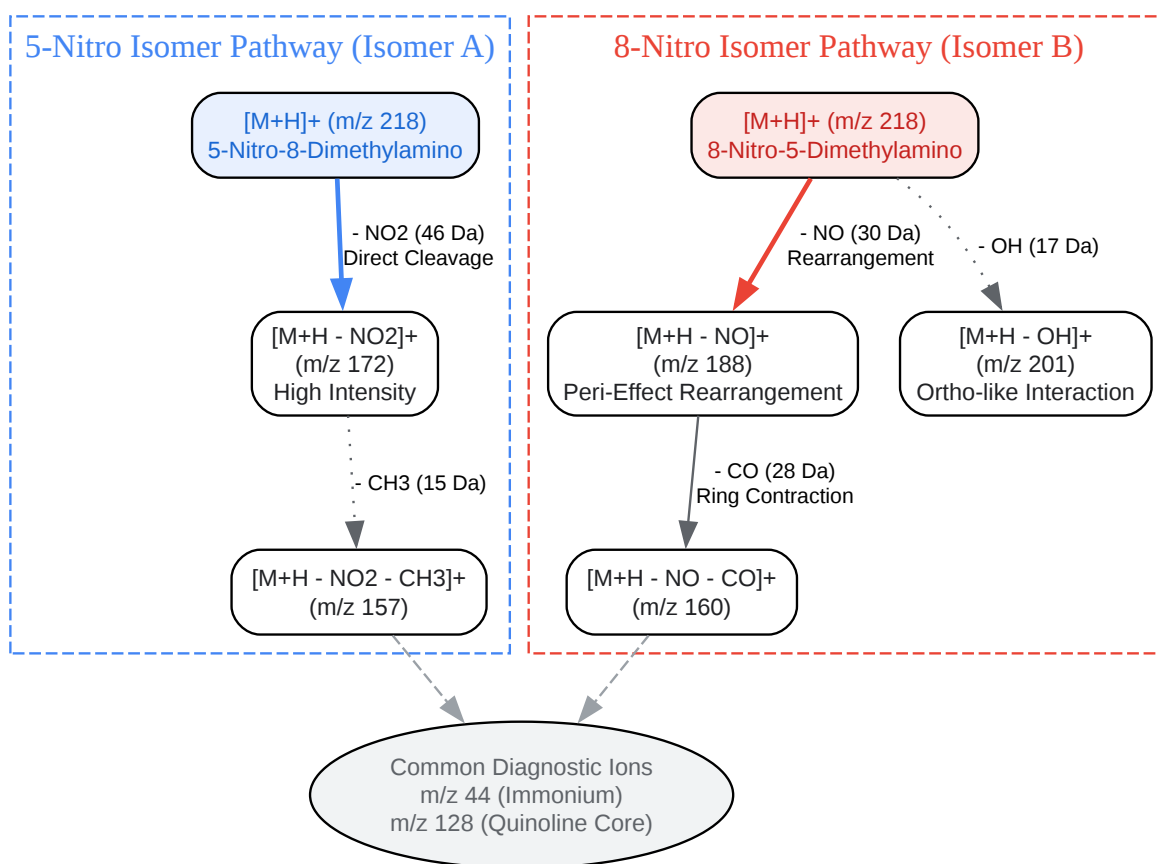 5-Nitro Isomer Pathway (Isomer A)
[M+H]+ (m/z 218)
5-Nitro-8-Dimethylamino
- NO2 (46 Da)
Direct Cleavage
[M+H - NO2]+
(m/z 172)
High Intensity
- CH3 (15 Da)
[M+H - NO2 - CH3]+
(m/z 157)
8-Nitro Isomer Pathway (Isomer B)
[M+H]+ (m/z 218)
8-Nitro-5-Dimethylamino
- NO (30 Da)
Rearrangement
- OH (17 Da)
[M+H - NO]+
(m/z 188)
Peri-Effect Rearrangement
[M+H - OH]+
(m/z 201)
Ortho-like Interaction
- CO (28 Da)
Ring Contraction
[M+H - NO - CO]+
(m/z 160)
Common Diagnostic Ions
m/z 44 (Immonium)
m/z 128 (Quinoline Core)